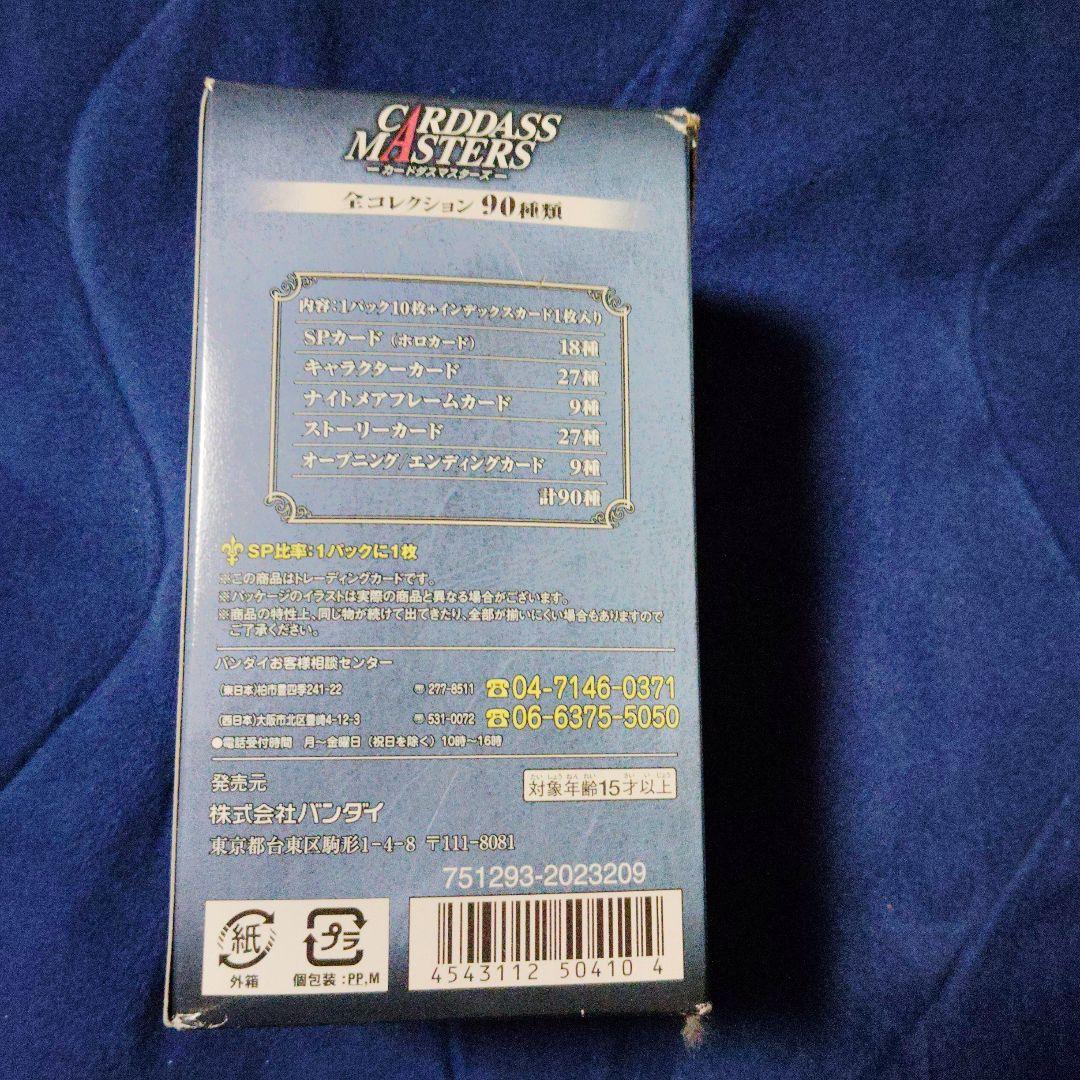 CARDDASS
MASTERS
ーカードダスマスターズー
全コレクション 90種類
内容：1パック10枚+インデックスカード1枚入り
SPカード（ホロカード） 18種
キャラクターカード 27種
ナイトメアフレームカード 9種
ストーリーカード 27種
オープニング/エンディングカード 9種
計90種
SP比率：1パックに1枚
※この商品はトレーディングカードです。
※パッケージのイラストは実際の商品と異なる場合がございます。
※商品の特性上、同じ物が続けて出てきたり、全部が揃いにくい場合もありますので
ご了承ください。
バンダイお客様相談センター
(東日本)柏市豊四季241-22 〠277-8511 ☎04-7146-0371
(西日本)大阪市北区豊崎4-12-3 〠531-0072 ☎06-6375-5050
●電話受付時間 月～金曜日（祝日を除く）10時～16時
発売元
たいしょうねんれい さい いじょう
対象年齢15才以上
株式会社バンダイ
東京都台東区駒形1-4-8 〒111-8081
751293-2023209
紙
外箱
プラ
個包装：PP,M
4543112 50410 4